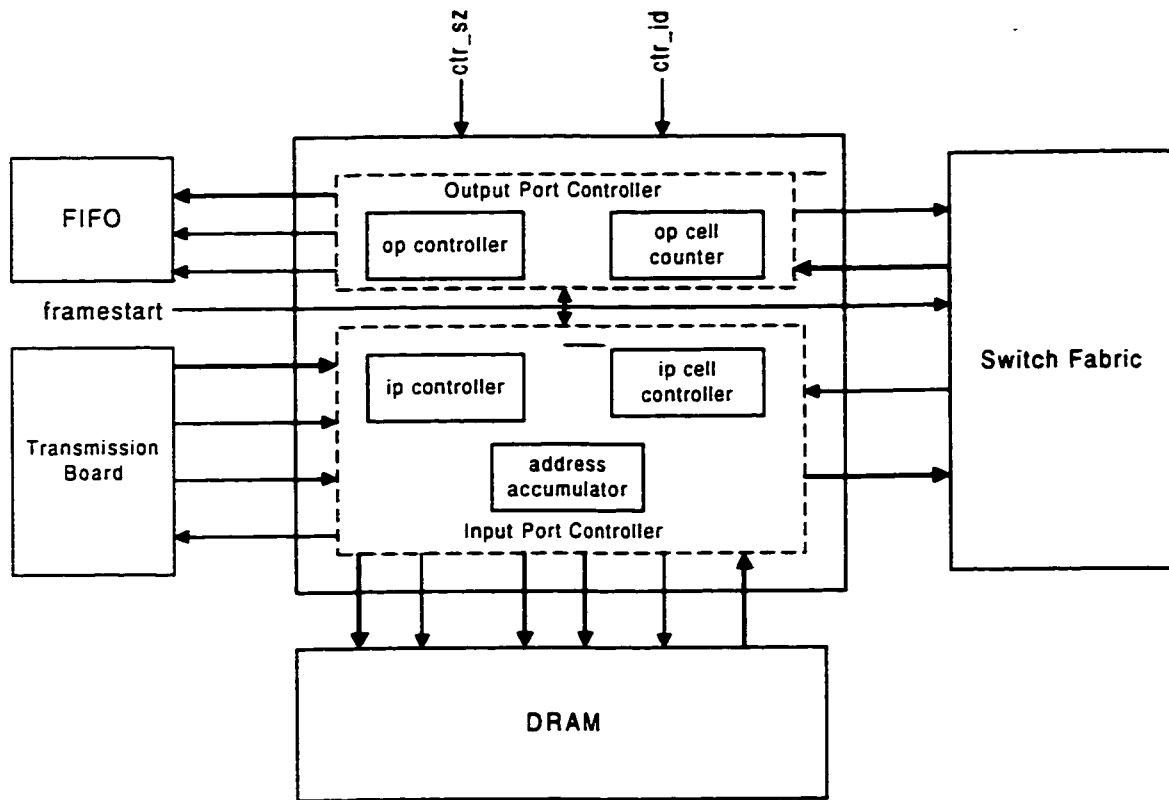 ctr_sz
ctr_id
Output Port Controller
FIFO
op controller
op cell
counter
framestart
Switch Fabric
ip controller
ip cell
controller
Transmission
Board
address
accumulator
Input Port Controller
DRAM